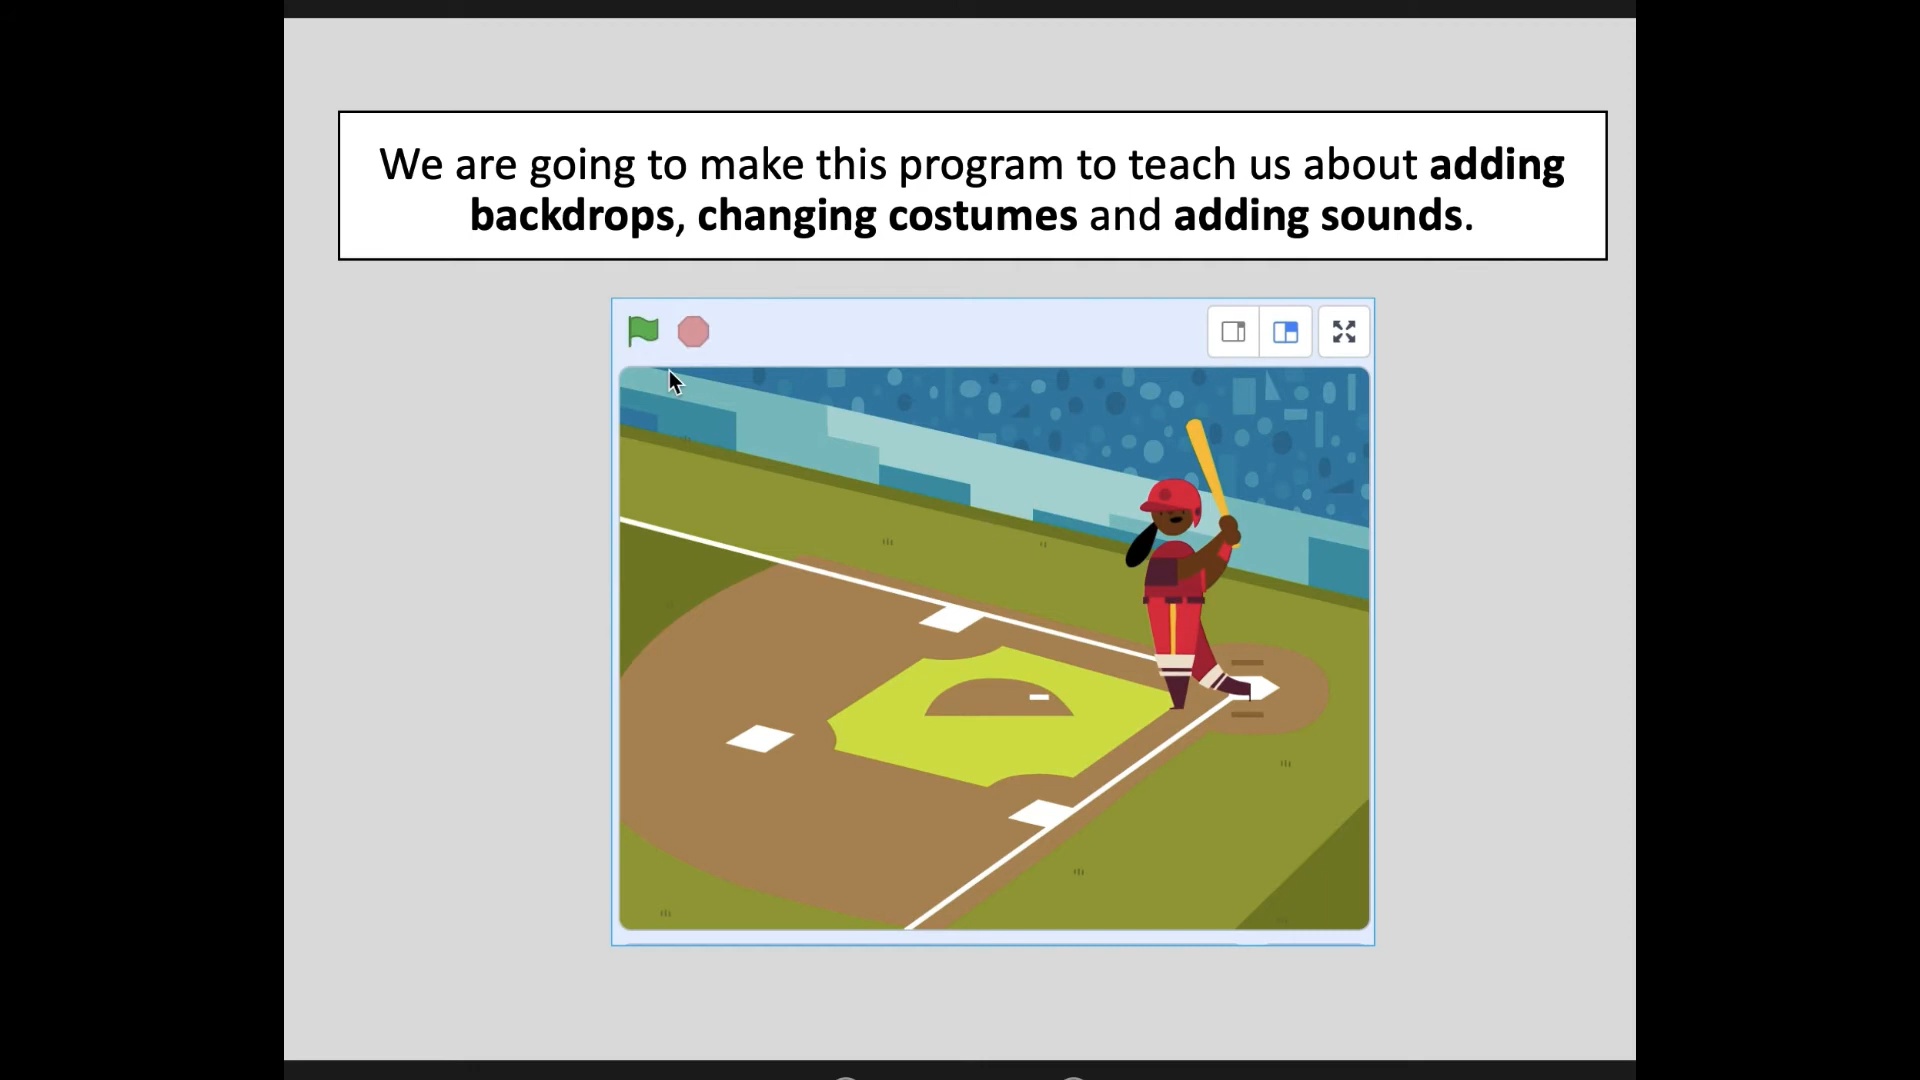 We are going to make this program to teach us about adding
backdrops, changing costumes and adding sounds.